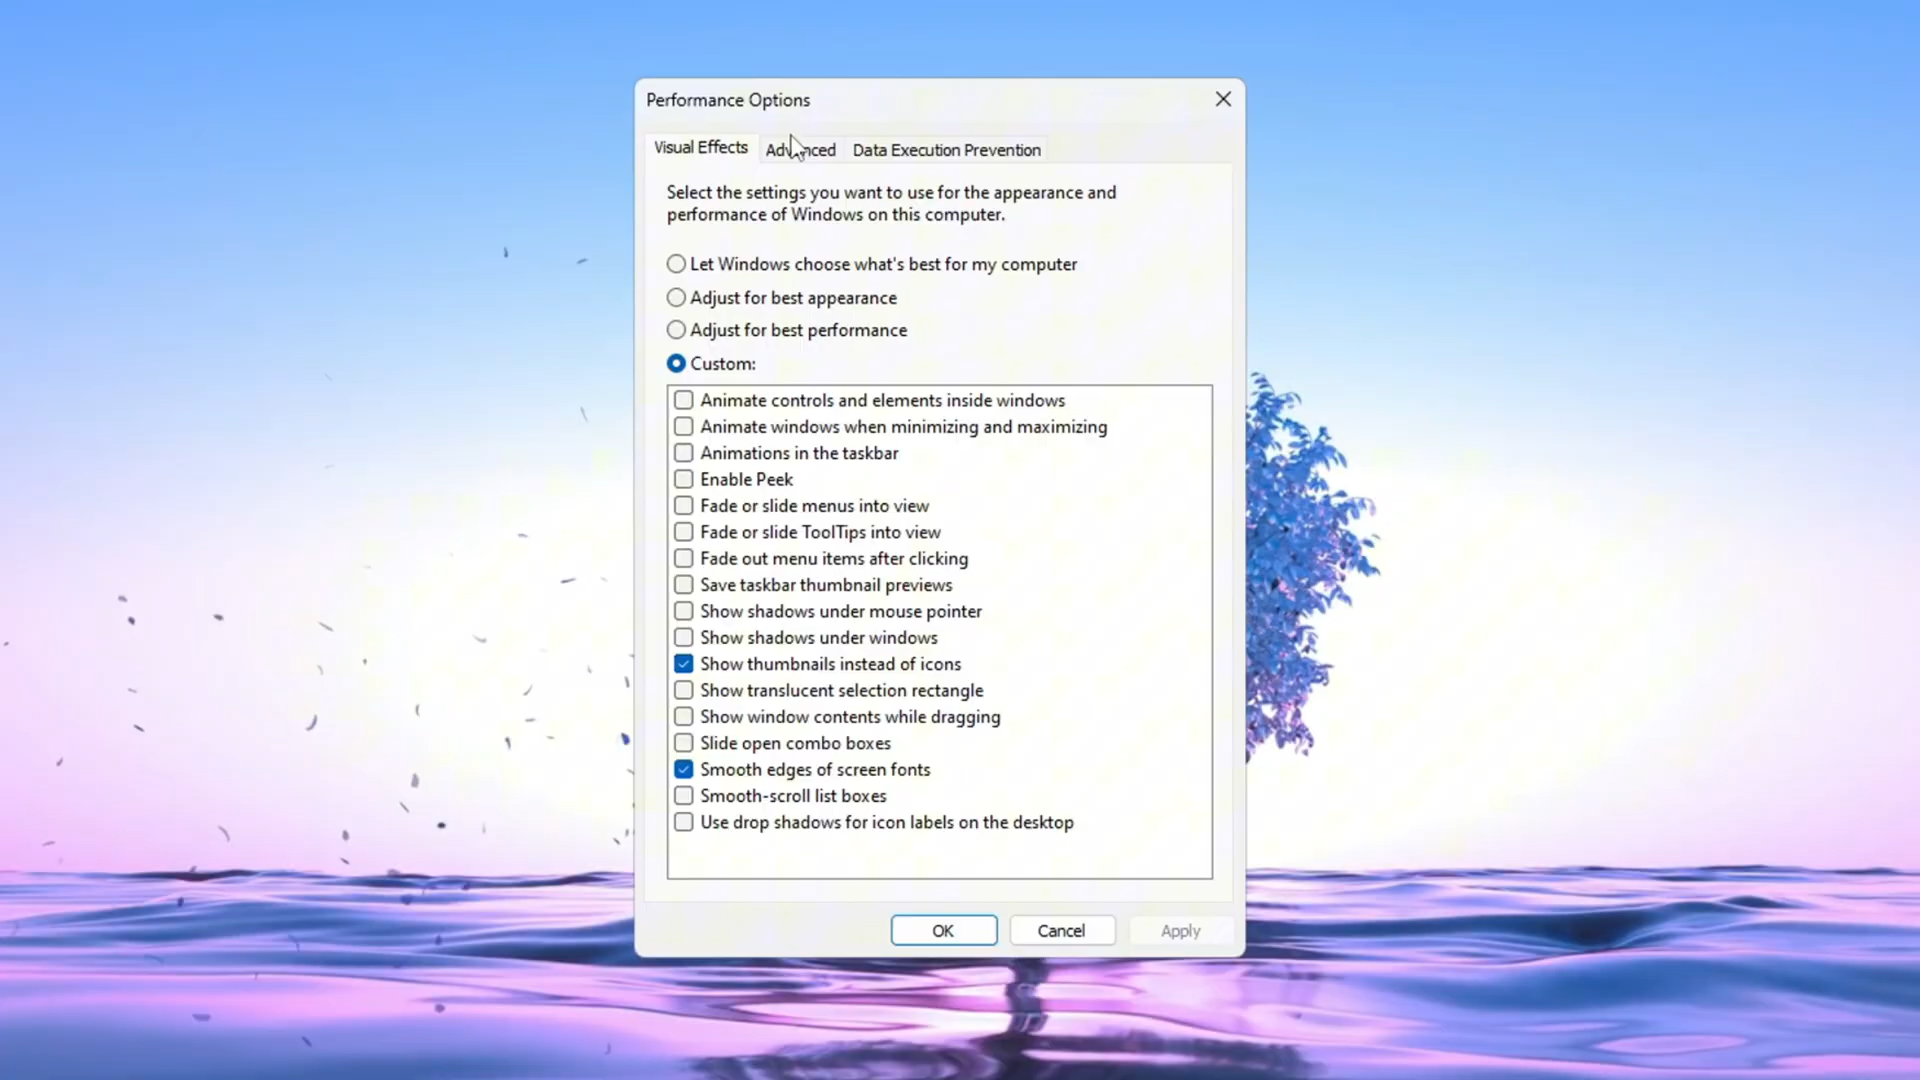 Performance Options
Visual Effects
Advanced
Data Execution Prevention
Select the settings you want to use for the appearance and
performance of Windows on this computer.
Let Windows choose what's best for my computer
Adjust for best appearance
Adjust for best performance
Custom:
Animate controls and elements inside windows
Animate windows when minimizing and maximizing
Animations in the taskbar
Enable Peek
Fade or slide menus into view
Fade or slide ToolTips into view
Fade out menu items after clicking
Save taskbar thumbnail previews
Show shadows under mouse pointer
Show shadows under windows
Show thumbnails instead of icons
Show translucent selection rectangle
Show window contents while dragging
Slide open combo boxes
Smooth edges of screen fonts
Smooth-scroll list boxes
Use drop shadows for icon labels on the desktop
OK
Cancel
Apply